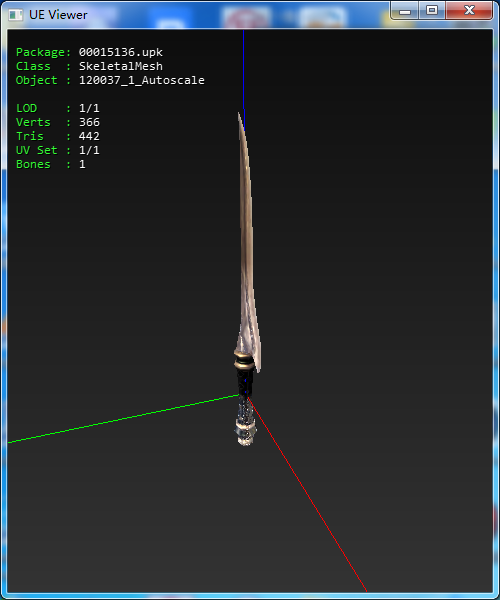 UE Viewer
Package: 00015136.upk
Class : SkeletalMesh
Object : 120037_1_Autoscale
LOD : 1/1
Verts : 366
Tris : 442
UV Set : 1/1
Bones : 1